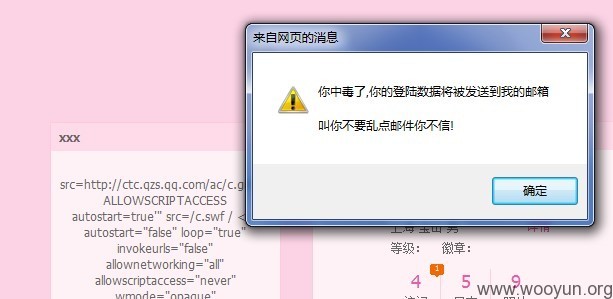 来自网页的消息
你中毒了,你的登陆数据将被发送到我的邮箱
叫你不要乱点邮件你不信!
确定
xxx
src=http://ctc.qzs.qq.com/ac/c.g
ALLOWSCRIPTACCESS
autostart=true'" src=/c.swf / <
autostart="false" loop="true"
invokeurls="false"
allownetworking="all"
allowscriptaccess="never"
wmode="opaque"
上海 宝山 男 详情
等级: 徽章:
1
4 5 9
www.wooyun.org